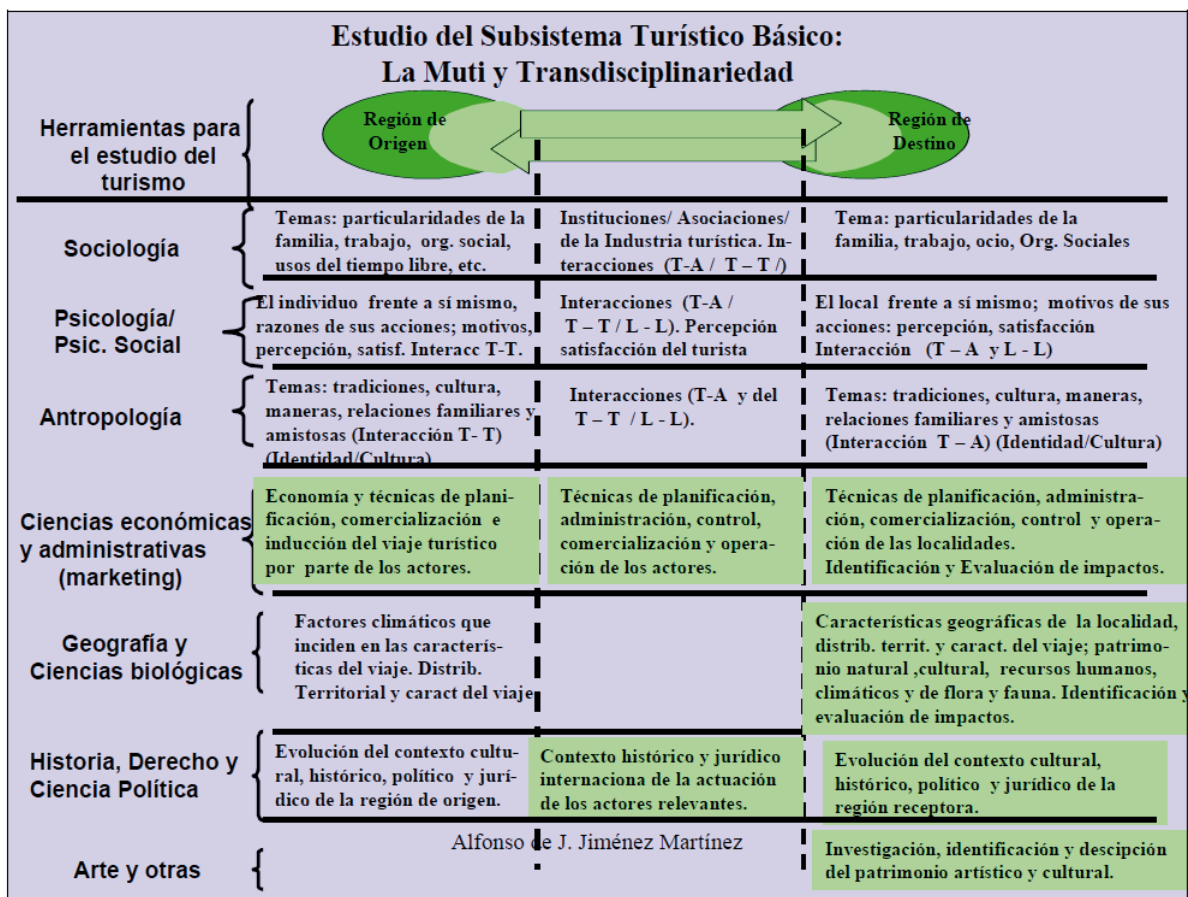 Estudio del Subsistema Turístico Básico:
La Muti y Transdisciplinariedad
Herramientas para
el estudio del
turismo
Región de
Origen
Región de
Destino
Sociología
Temas: particularidades de la
familia, trabajo, org. social,
usos del tiempo libre, etc.
Instituciones/ Asociaciones/
de la Industria turística. In-
teracciones (T-A / T – T /)
Tema: particularidades de la
familia, trabajo, ocio, Org. Sociales
Psicología/
Psic. Social
El individuo frente a sí mismo,
razones de sus acciones; motivos,
percepción, satisf. Interacc T-T.
Interacciones (T-A /
T – T / L - L). Percepción
satisfacción del turista
El local frente a sí mismo; motivos de sus
acciones: percepción, satisfacción
Interacción (T – A y L - L)
Antropología
Temas: tradiciones, cultura,
maneras, relaciones familiares y
amistosas (Interacción T- T)
(Identidad/Cultura)
Interacciones (T-A y del
T – T / L - L).
Temas: tradiciones, cultura, maneras,
relaciones familiares y amistosas
(Interacción T – A) (Identidad/Cultura)
Ciencias económicas
y administrativas
(marketing)
Economía y técnicas de plani-
ficación, comercialización e
inducción del viaje turístico
por parte de los actores.
Técnicas de planificación,
administración, control,
comercialización y opera-
ción de los actores.
Técnicas de planificación, administra-
ción, comercialización, control y opera-
ción de las localidades.
Identificación y Evaluación de impactos.
Geografía y
Ciencias biológicas
Factores climáticos que
inciden en las caracterís-
ticas del viaje. Distrib.
Territorial y caract del viaje
Características geográficas de la localidad,
distrib. territ. y caract. del viaje; patrimo-
nio natural ,cultural, recursos humanos,
climáticos y de flora y fauna. Identificación y
evaluación de impactos.
Historia, Derecho y
Ciencia Política
Evolución del contexto cultu-
ral, histórico, político y jurí-
dico de la región de origen.
Contexto histórico y jurídico
internaciona de la actuación
de los actores relevantes.
Evolución del contexto cultural,
histórico, político y jurídico de la
región receptora.
Alfonso de J. Jiménez Martínez
Arte y otras
Investigación, identificación y descipción
del patrimonio artístico y cultural.